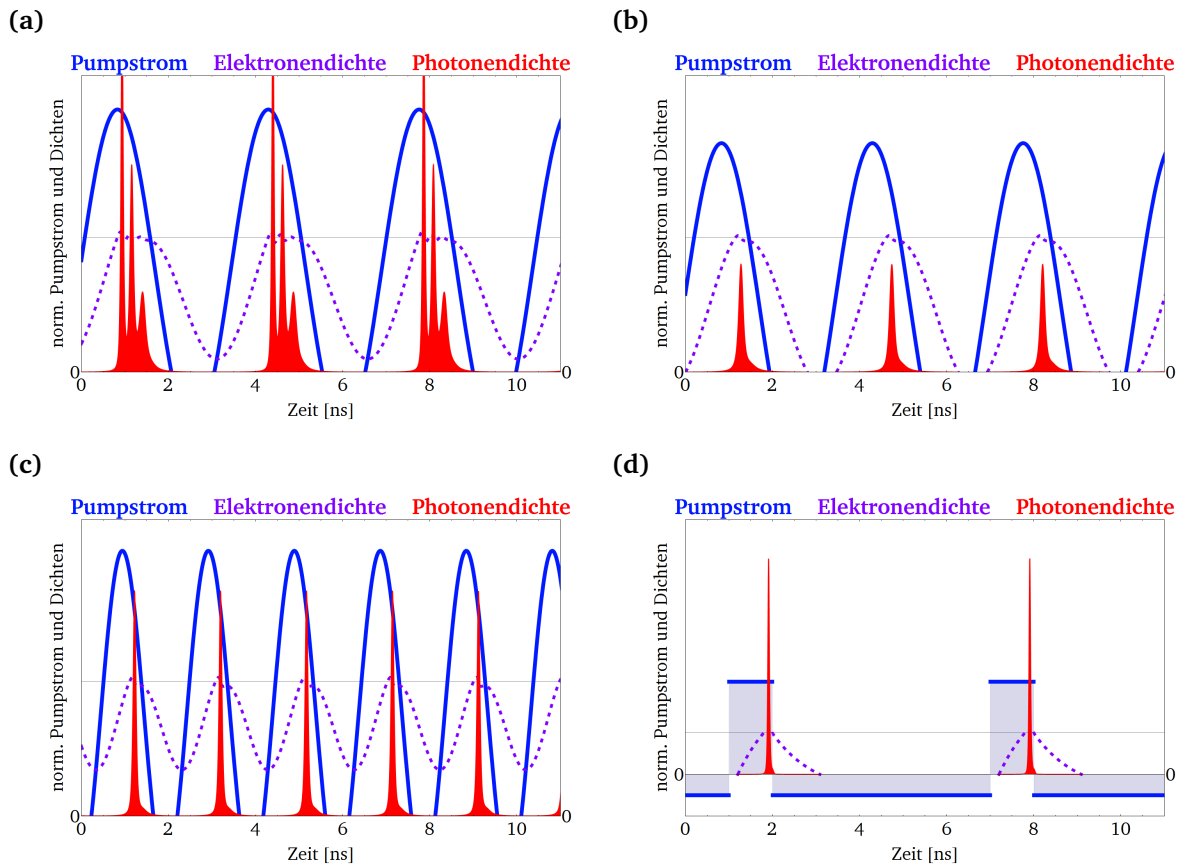 (a)
Pumpstrom Elektronendichte Photonendichte
norm. Pumpstrom und Dichten
0 0
0 2 4 6 8 10
Zeit [ns]
(b)
Pumpstrom Elektronendichte Photonendichte
norm. Pumpstrom und Dichten
0 0
0 2 4 6 8 10
Zeit [ns]
(c)
Pumpstrom Elektronendichte Photonendichte
norm. Pumpstrom und Dichten
0 0
0 2 4 6 8 10
Zeit [ns]
(d)
Pumpstrom Elektronendichte Photonendichte
norm. Pumpstrom und Dichten
0 0
0 2 4 6 8 10
Zeit [ns]